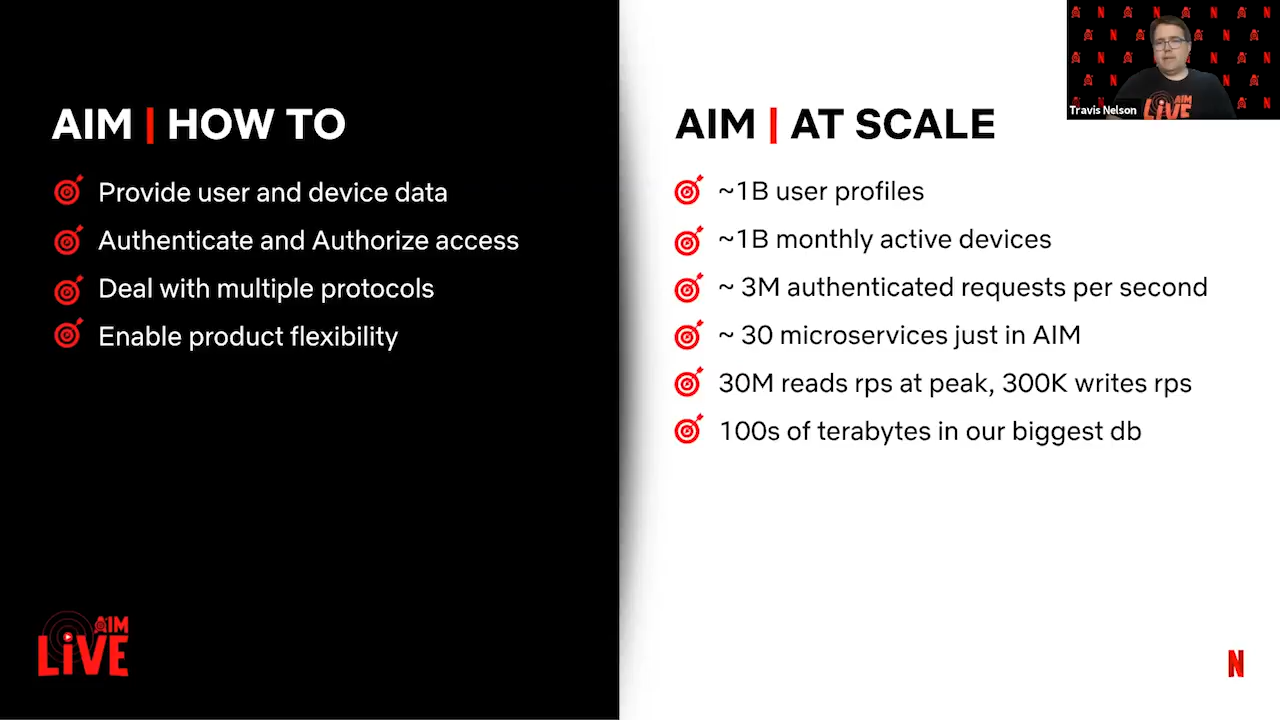 AIM | HOW TO
Provide user and device data
Authenticate and Authorize access
Deal with multiple protocols
Enable product flexibility
AIM | AT SCALE
~1B user profiles
~1B monthly active devices
~ 3M authenticated requests per second
~ 30 microservices just in AIM
30M reads rps at peak, 300K writes rps
100s of terabytes in our biggest db
Travis Nelson
AIM
LiVE
AIM
LiVE
N